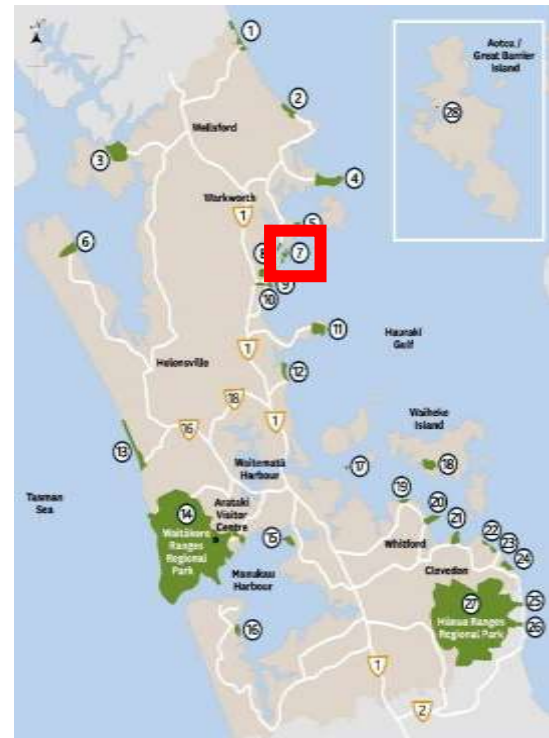 1
2
Aotea /
Great Barrier
Island
28
Wellsford
3
4
Warkworth
1
5
6
8
7
9
10
11
1
Hauraki
Gulf
Helensville
12
18
16
1
Waiheke
Island
13
Waitematā
Harbour
17
18
Tasman
Sea
14
Arataki
Visitor
Centre
19
20
21
22
23
24
15
Whitford
Clevedon
Waitākere
Ranges
Regional
Park
Manukau
Harbour
27
25
Hūnua Ranges
Regional Park
26
16
1
2